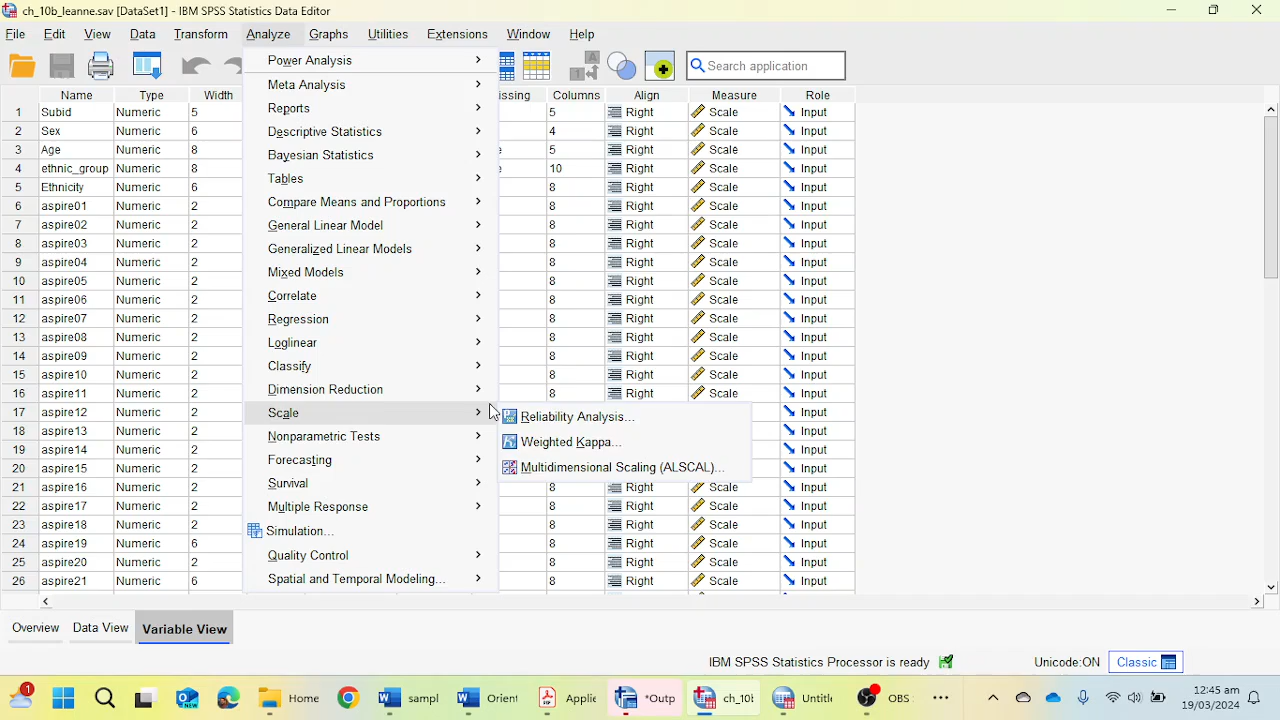 ch_10b_leanne.sav [DataSet1] - IBM SPSS Statistics Data Editor
File Edit View Data Transform Analyze Graphs Utilities Extensions Window Help
Search application
Power Analysis
Meta Analysis
Reports
Descriptive Statistics
Bayesian Statistics
Tables
Compare Means and Proportions
General Linear Model
Generalized Linear Models
Mixed Models
Correlate
Regression
Loglinear
Classify
Dimension Reduction
Scale
Nonparametric Tests
Forecasting
Survival
Multiple Response
Simulation...
Quality Control
Spatial and Temporal Modeling...
Reliability Analysis...
Weighted Kappa...
Multidimensional Scaling (ALSCAL)...
Name Type Width ssing Columns Align Measure Role
1 Subid Numeric 5 5 Right Scale Input
2 Sex Numeric 6 4 Right Scale Input
3 Age Numeric 8 e 5 Right Scale Input
4 ethnic_group Numeric 8 e 10 Right Scale Input
5 Ethnicity Numeric 6 8 Right Scale Input
6 aspire01 Numeric 2 8 Right Scale Input
7 aspire02 Numeric 2 8 Right Scale Input
8 aspire03 Numeric 2 8 Right Scale Input
9 aspire04 Numeric 2 8 Right Scale Input
10 aspire05 Numeric 2 8 Right Scale Input
11 aspire06 Numeric 2 8 Right Scale Input
12 aspire07 Numeric 2 8 Right Scale Input
13 aspire08 Numeric 2 8 Right Scale Input
14 aspire09 Numeric 2 8 Right Scale Input
15 aspire10 Numeric 2 8 Right Scale Input
16 aspire11 Numeric 2 8 Right Scale Input
17 aspire12 Numeric 2 Input
18 aspire13 Numeric 2 Input
19 aspire14 Numeric 2 Input
20 aspire15 Numeric 2 Input
21 aspire16 Numeric 2 8 Right Scale Input
22 aspire17 Numeric 2 8 Right Scale Input
23 aspire18 Numeric 2 8 Right Scale Input
24 aspire19 Numeric 6 8 Right Scale Input
25 aspire20 Numeric 2 8 Right Scale Input
26 aspire21 Numeric 6 8 Right Scale Input
Overview Data View Variable View
IBM SPSS Statistics Processor is ready Unicode:ON Classic
1 NEW Home sampl Orient Applie *Outp ch_10b Untitle OBS 12:45 am
19/03/2024